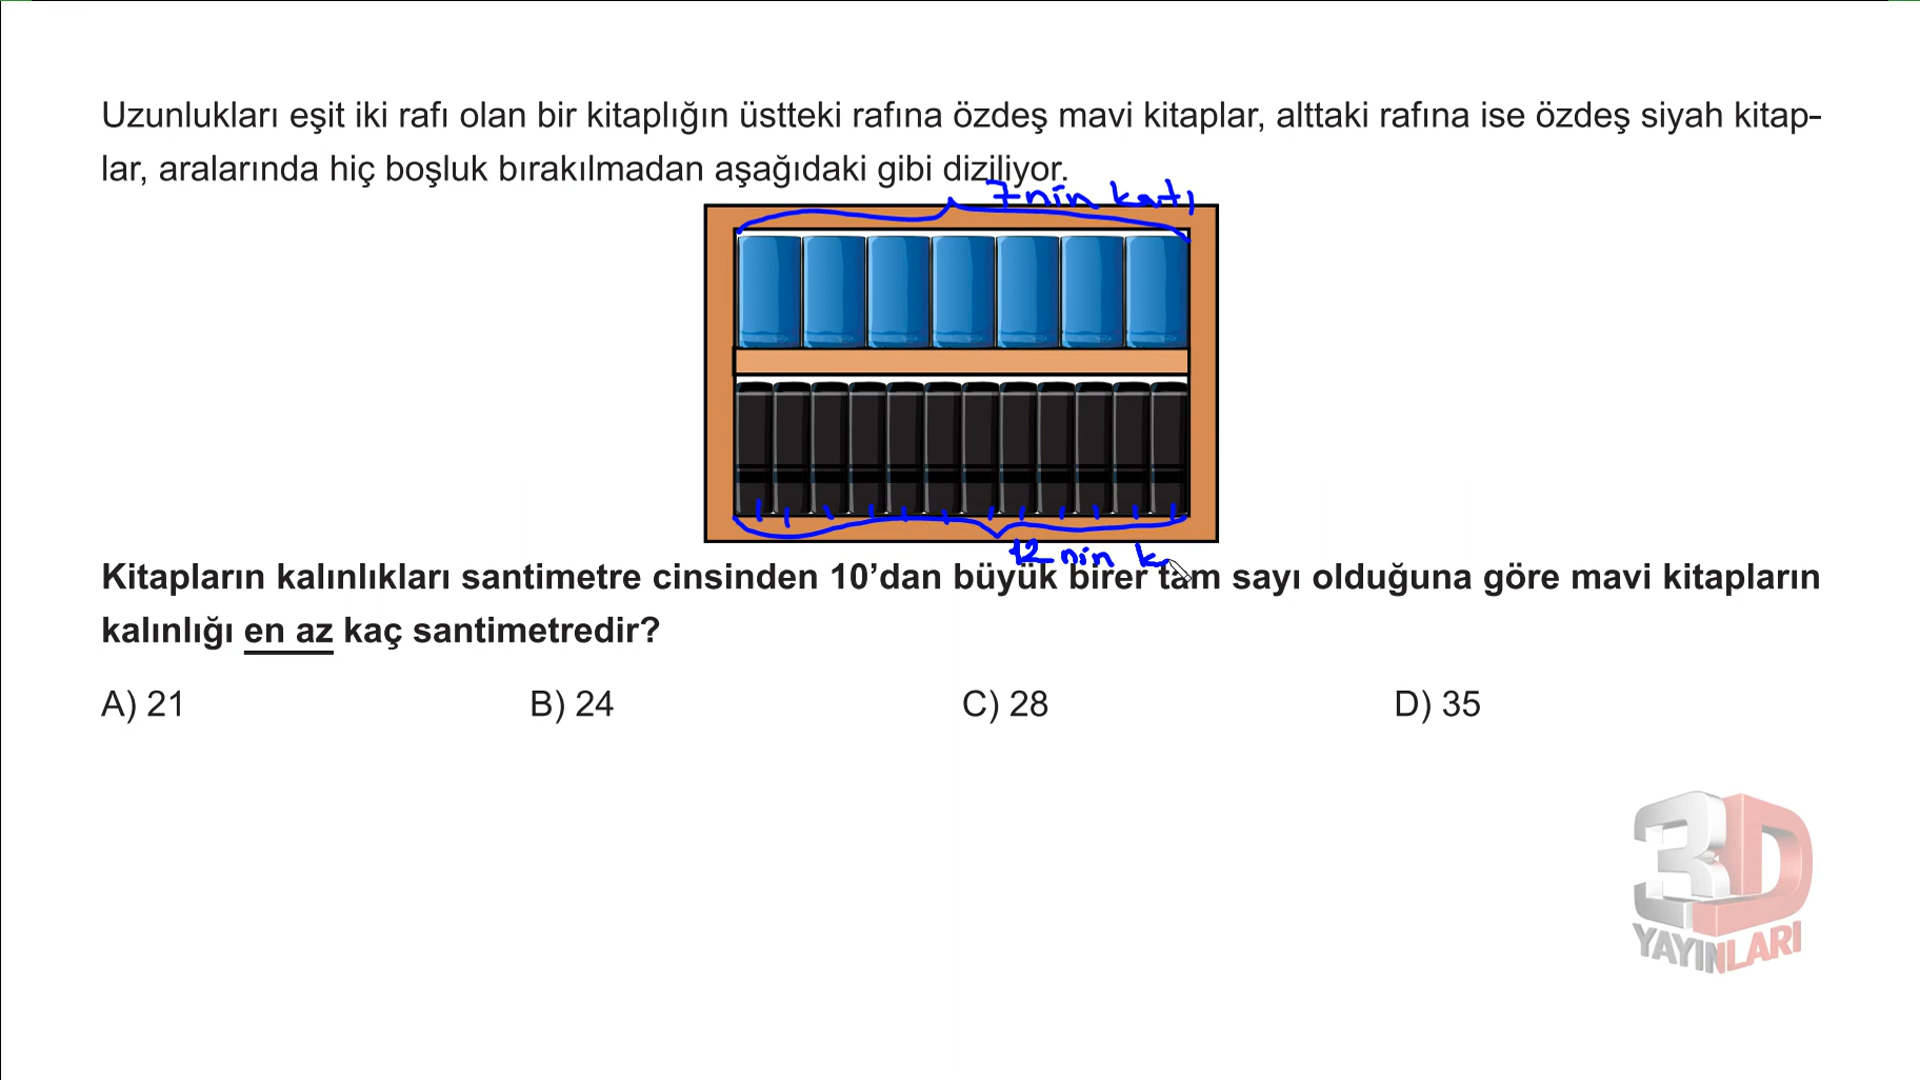 Uzunlukları eşit iki rafı olan bir kitaplığın üstteki rafına özdeş mavi kitaplar, alttaki rafına ise özdeş siyah kitap-
lar, aralarında hiç boşluk bırakılmadan aşağıdaki gibi diziliyor.
7nin katı
12 nin k
Kitapların kalınlıkları santimetre cinsinden 10’dan büyük birer tam sayı olduğuna göre mavi kitapların
kalınlığı en az kaç santimetredir?
A) 21
B) 24
C) 28
D) 35
3D
YAYINLARI